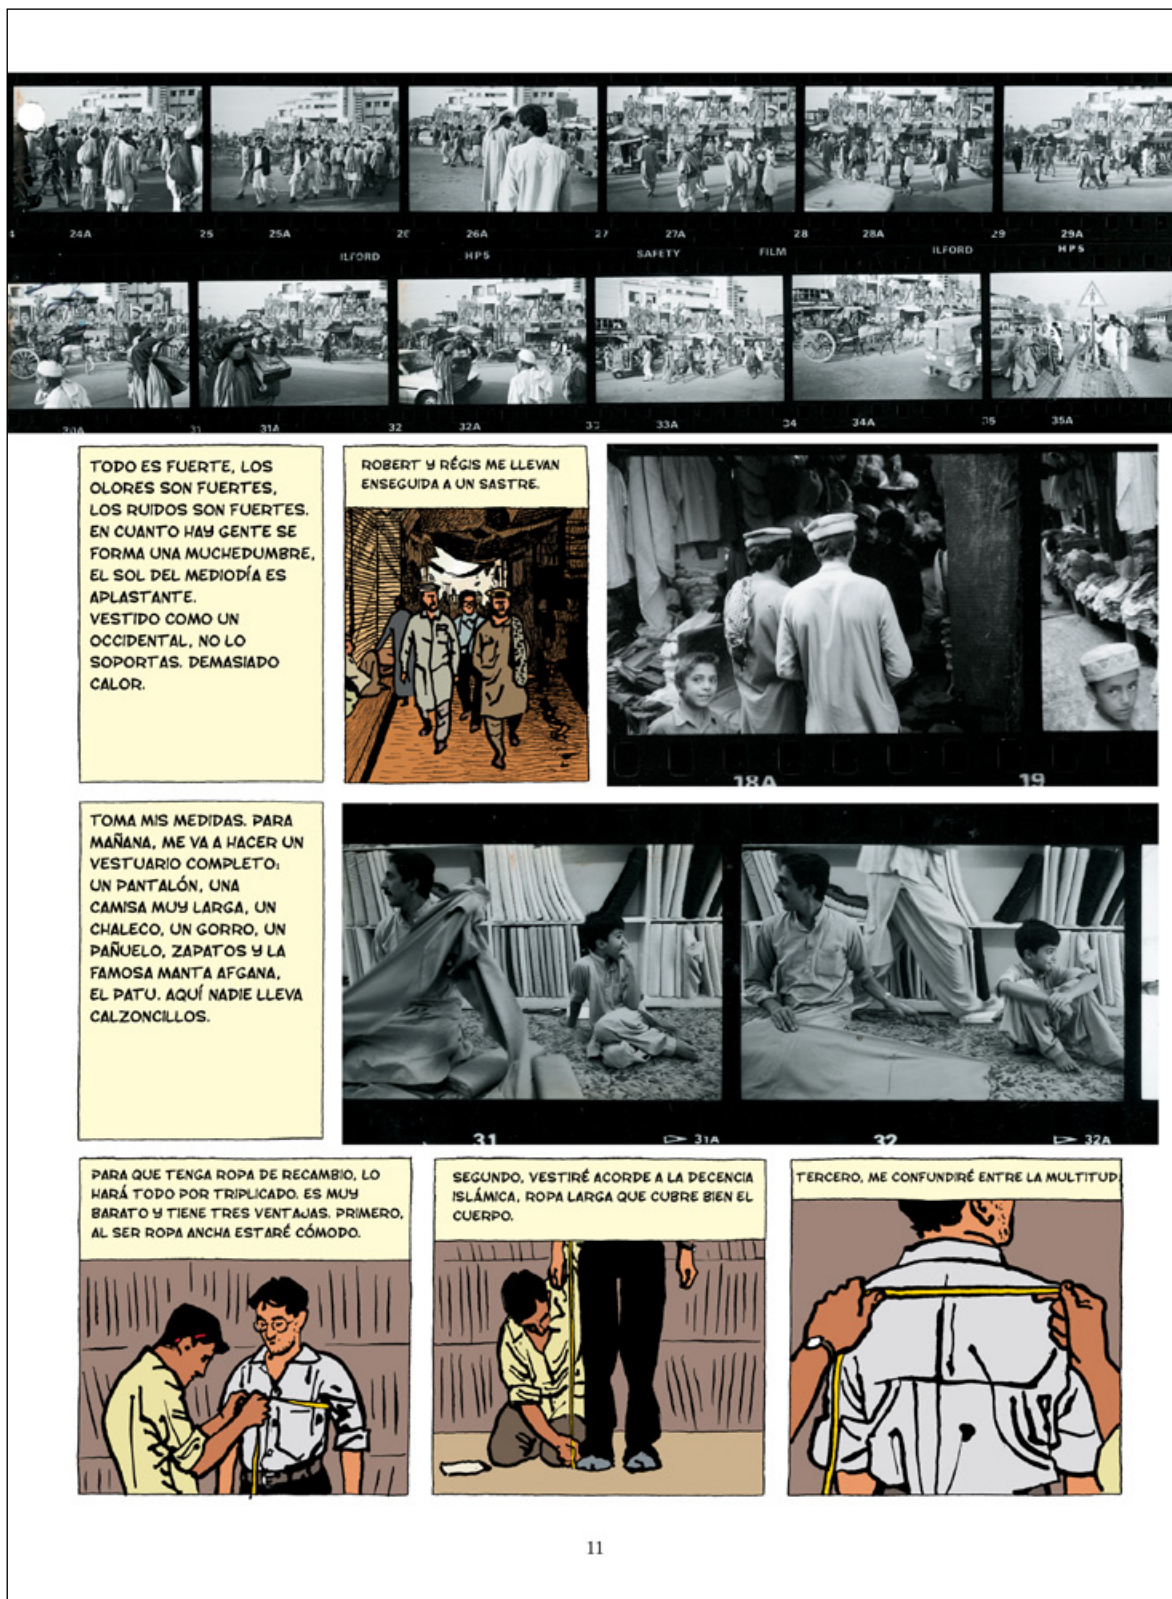 4 24A 25 25A 26 26A 27 27A 28 28A 29 29A
ILFORD HP5 SAFETY FILM ILFORD HP5
30A 31 31A 32 32A 33 33A 34 34A 35 35A
TODO ES FUERTE, LOS
OLORES SON FUERTES,
LOS RUIDOS SON FUERTES.
EN CUANTO HAY GENTE SE
FORMA UNA MUCHEDUMBRE,
EL SOL DEL MEDIODÍA ES
APLASTANTE.
VESTIDO COMO UN
OCCIDENTAL, NO LO
SOPORTAS. DEMASIADO
CALOR.
ROBERT Y RÉGIS ME LLEVAN
ENSEGUIDA A UN SASTRE.
18A 19
TOMA MIS MEDIDAS. PARA
MAÑANA, ME VA A HACER UN
VESTUARIO COMPLETO:
UN PANTALÓN, UNA
CAMISA MUY LARGA, UN
CHALECO, UN GORRO, UN
PAÑUELO, ZAPATOS Y LA
FAMOSA MANTA AFGANA,
EL PATU. AQUÍ NADIE LLEVA
CALZONCILLOS.
31 31A 32 32A
PARA QUE TENGA ROPA DE RECAMBIO, LO
HARÁ TODO POR TRIPLICADO. ES MUY
BARATO Y TIENE TRES VENTAJAS. PRIMERO,
AL SER ROPA ANCHA ESTARÉ CÓMODO.
SEGUNDO, VESTIRÉ ACORDE A LA DECENCIA
ISLÁMICA, ROPA LARGA QUE CUBRE BIEN EL
CUERPO.
TERCERO, ME CONFUNDIRÉ ENTRE LA MULTITUD.
11